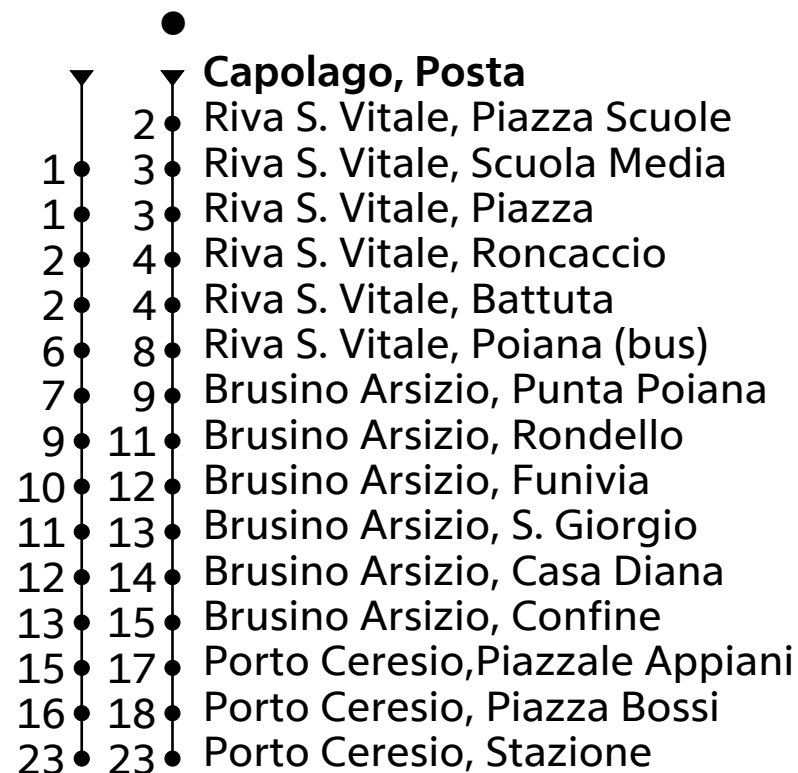 Capolago, Posta
2 Riva S. Vitale, Piazza Scuole
1 3 Riva S. Vitale, Scuola Media
1 3 Riva S. Vitale, Piazza
2 4 Riva S. Vitale, Roncaccio
2 4 Riva S. Vitale, Battuta
6 8 Riva S. Vitale, Poiana (bus)
7 9 Brusino Arsizio, Punta Poiana
9 11 Brusino Arsizio, Rondello
10 12 Brusino Arsizio, Funivia
11 13 Brusino Arsizio, S. Giorgio
12 14 Brusino Arsizio, Casa Diana
13 15 Brusino Arsizio, Confine
15 17 Porto Ceresio,Piazzale Appiani
16 18 Porto Ceresio, Piazza Bossi
23 23 Porto Ceresio, Stazione